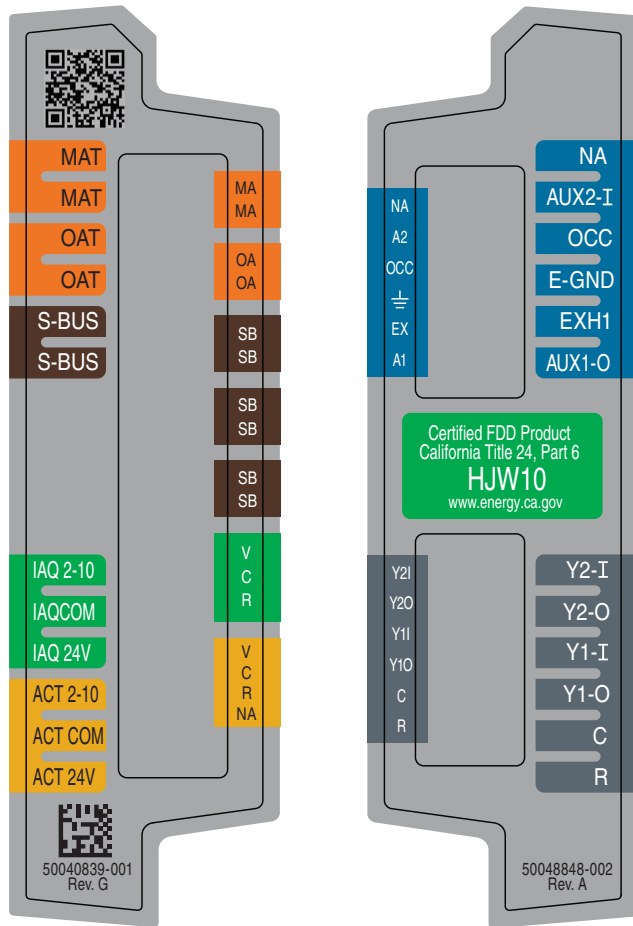 MAT
MAT
OAT
OAT
S-BUS
S-BUS
IAQ 2-10
IAQCOM
IAQ 24V
ACT 2-10
ACT COM
ACT 24V
50040839-001
Rev. G
MA
MA
OA
OA
SB
SB
SB
SB
SB
SB
V
C
R
V
C
R
NA
NA
A2
OCC
EX
A1
NA
AUX2-I
OCC
E-GND
EXH1
AUX1-O
Certified FDD Product
California Title 24, Part 6
HJW10
www.energy.ca.gov
Y2I
Y2O
Y1I
Y1O
C
R
Y2-I
Y2-O
Y1-I
Y1-O
C
R
50048848-002
Rev. A